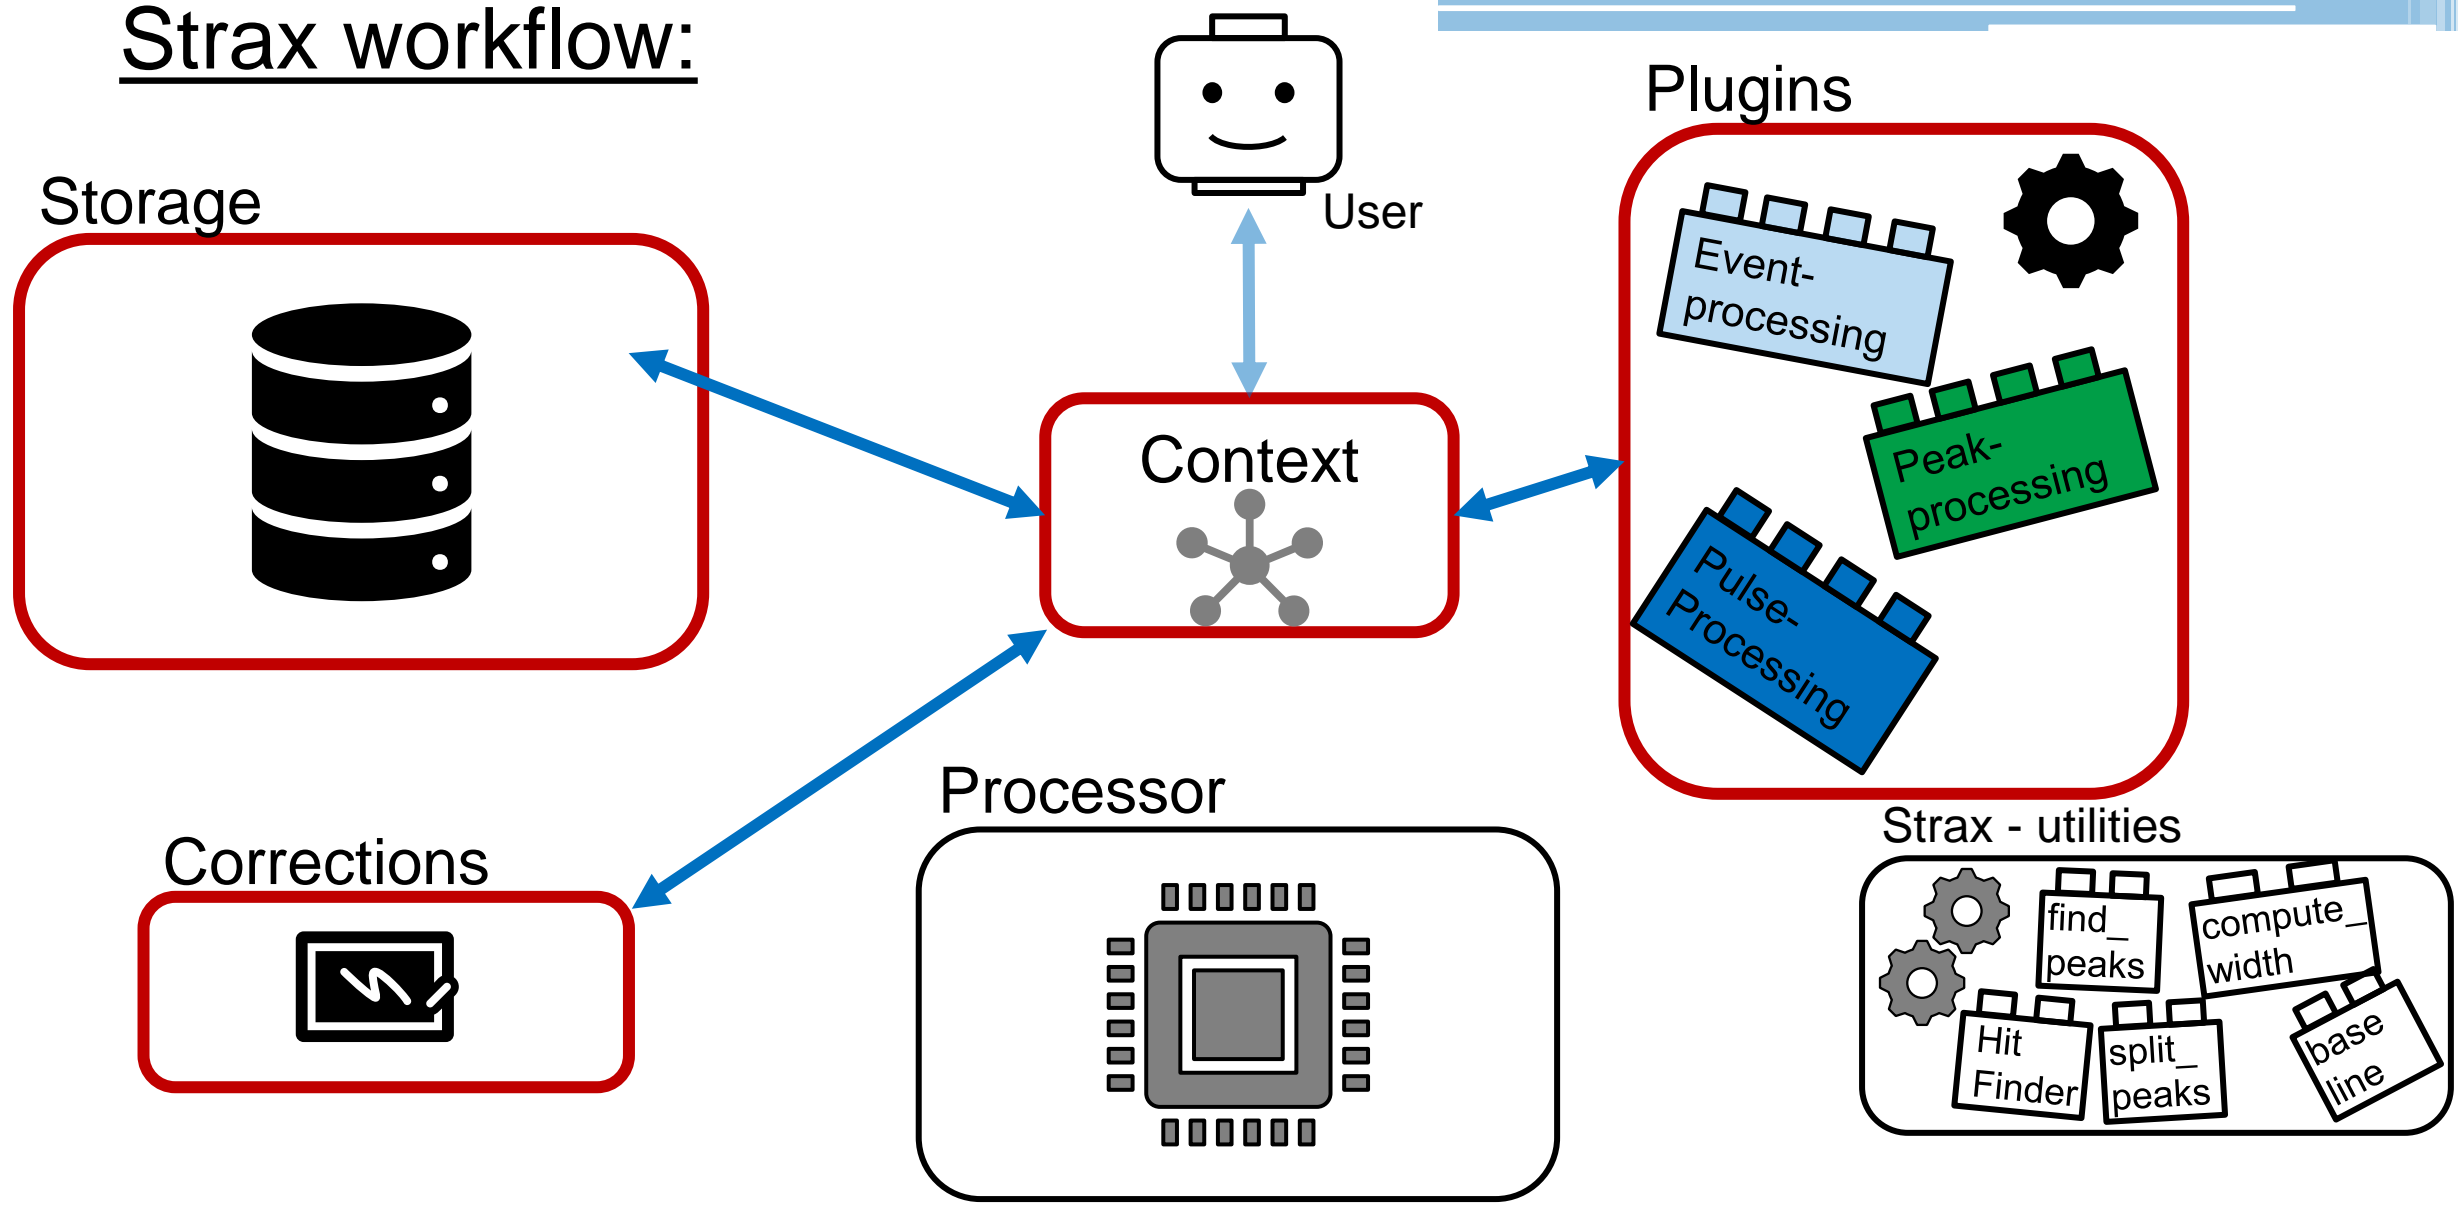 Strax workflow:
User
Plugins
Storage
Event-
processing
Peak-
processing
Context
Pulse-
Processing
Processor
Corrections
Strax - utilities
find_
peaks
compute_
width
Hit
Finder
split_
peaks
base
line